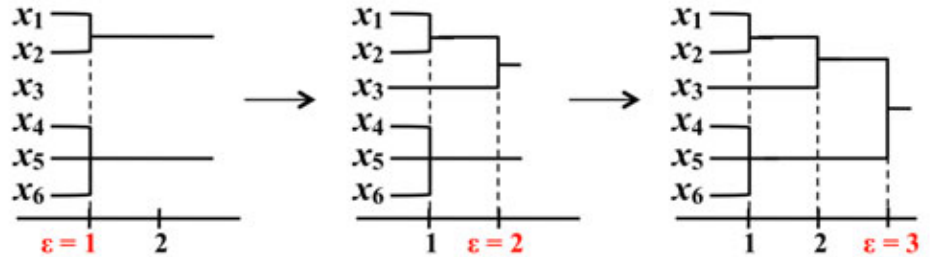 x₁ x₁ x₁
x₂ x₂ x₂
x₃ x₃ x₃
x₄ x₄ x₄
x₅ x₅ x₅
x₆ x₆ x₆
ε = 1 2 1 ε = 2 1 2 ε = 3